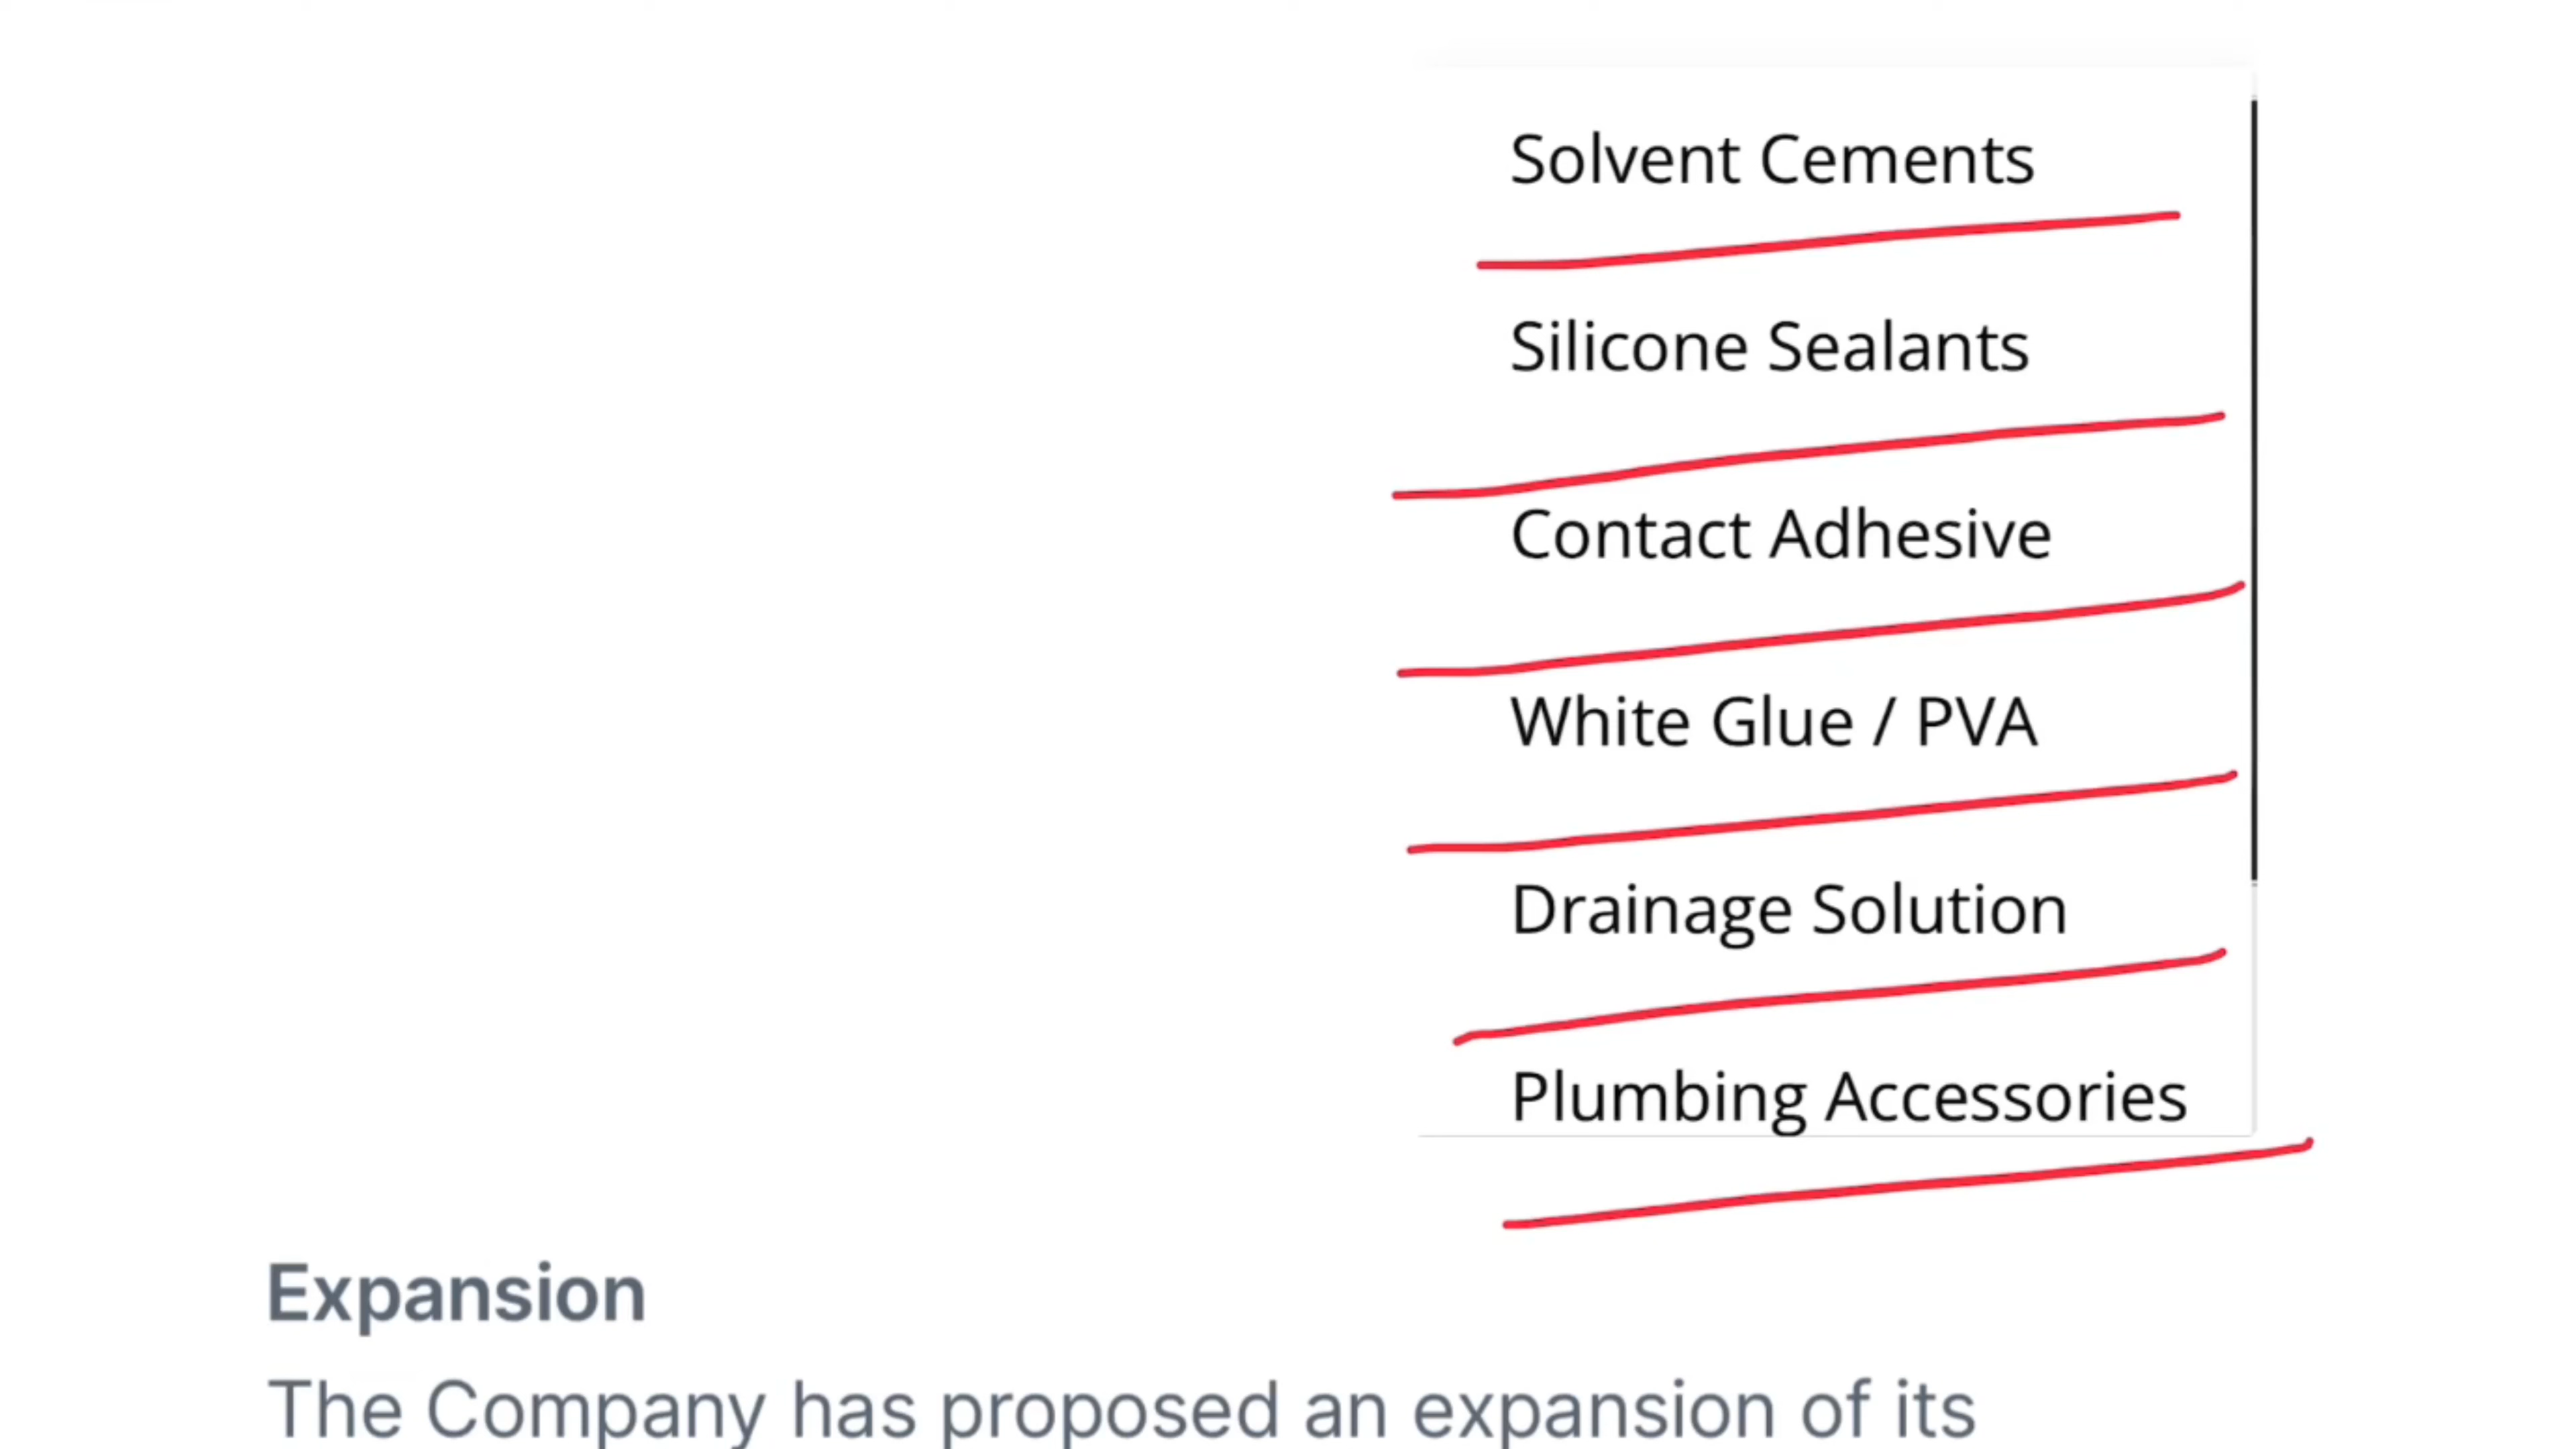 Solvent Cements
Silicone Sealants
Contact Adhesive
White Glue / PVA
Drainage Solution
Plumbing Accessories
Expansion
The Company has proposed an expansion of its